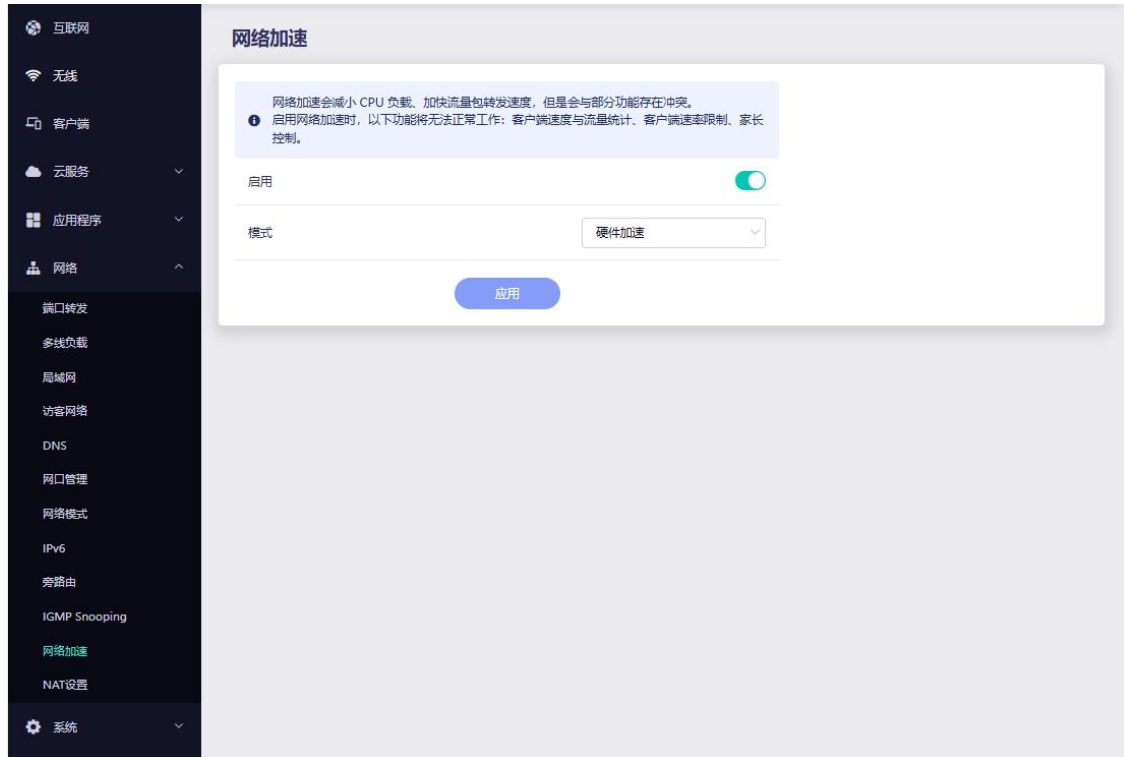 互联网
无线
客户端
云服务
应用程序
网络
端口转发
多线负载
局域网
访客网络
DNS
网口管理
网络模式
IPv6
旁路由
IGMP Snooping
网络加速
NAT设置
系统
网络加速
网络加速会减小 CPU 负载、加快流量包转发速度，但是会与部分功能存在冲突。
启用网络加速时，以下功能将无法正常工作：客户端速度与流量统计、客户端速率限制、家长
控制。
启用
模式
硬件加速
应用